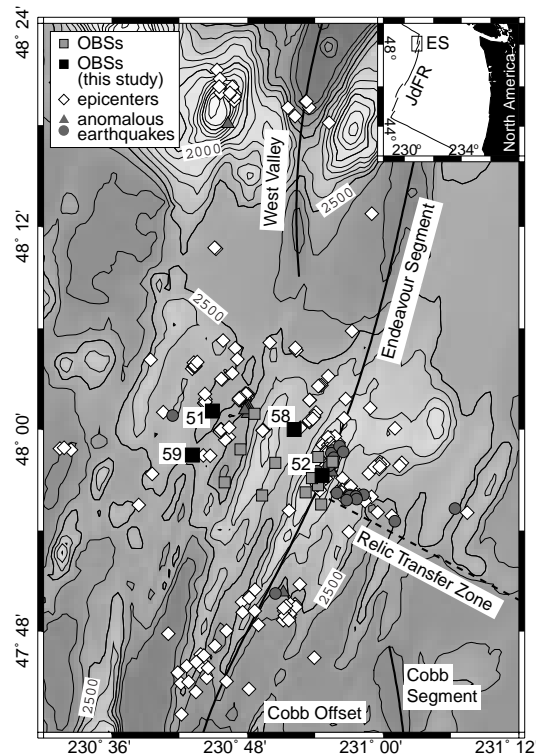 48° 24'
48° 12'
48° 00'
47° 48'
OBSs
OBSs
(this study)
epicenters
anomalous
earthquakes
48°
44°
230°
234°
ES
JdFR
North America
2000
2500
West Valley
Endeavour Segment
2500
51
58
59
52
Relic Transfer Zone
2500
2500
Cobb Offset
Cobb
Segment
230° 36'
230° 48'
231° 00'
231° 12'